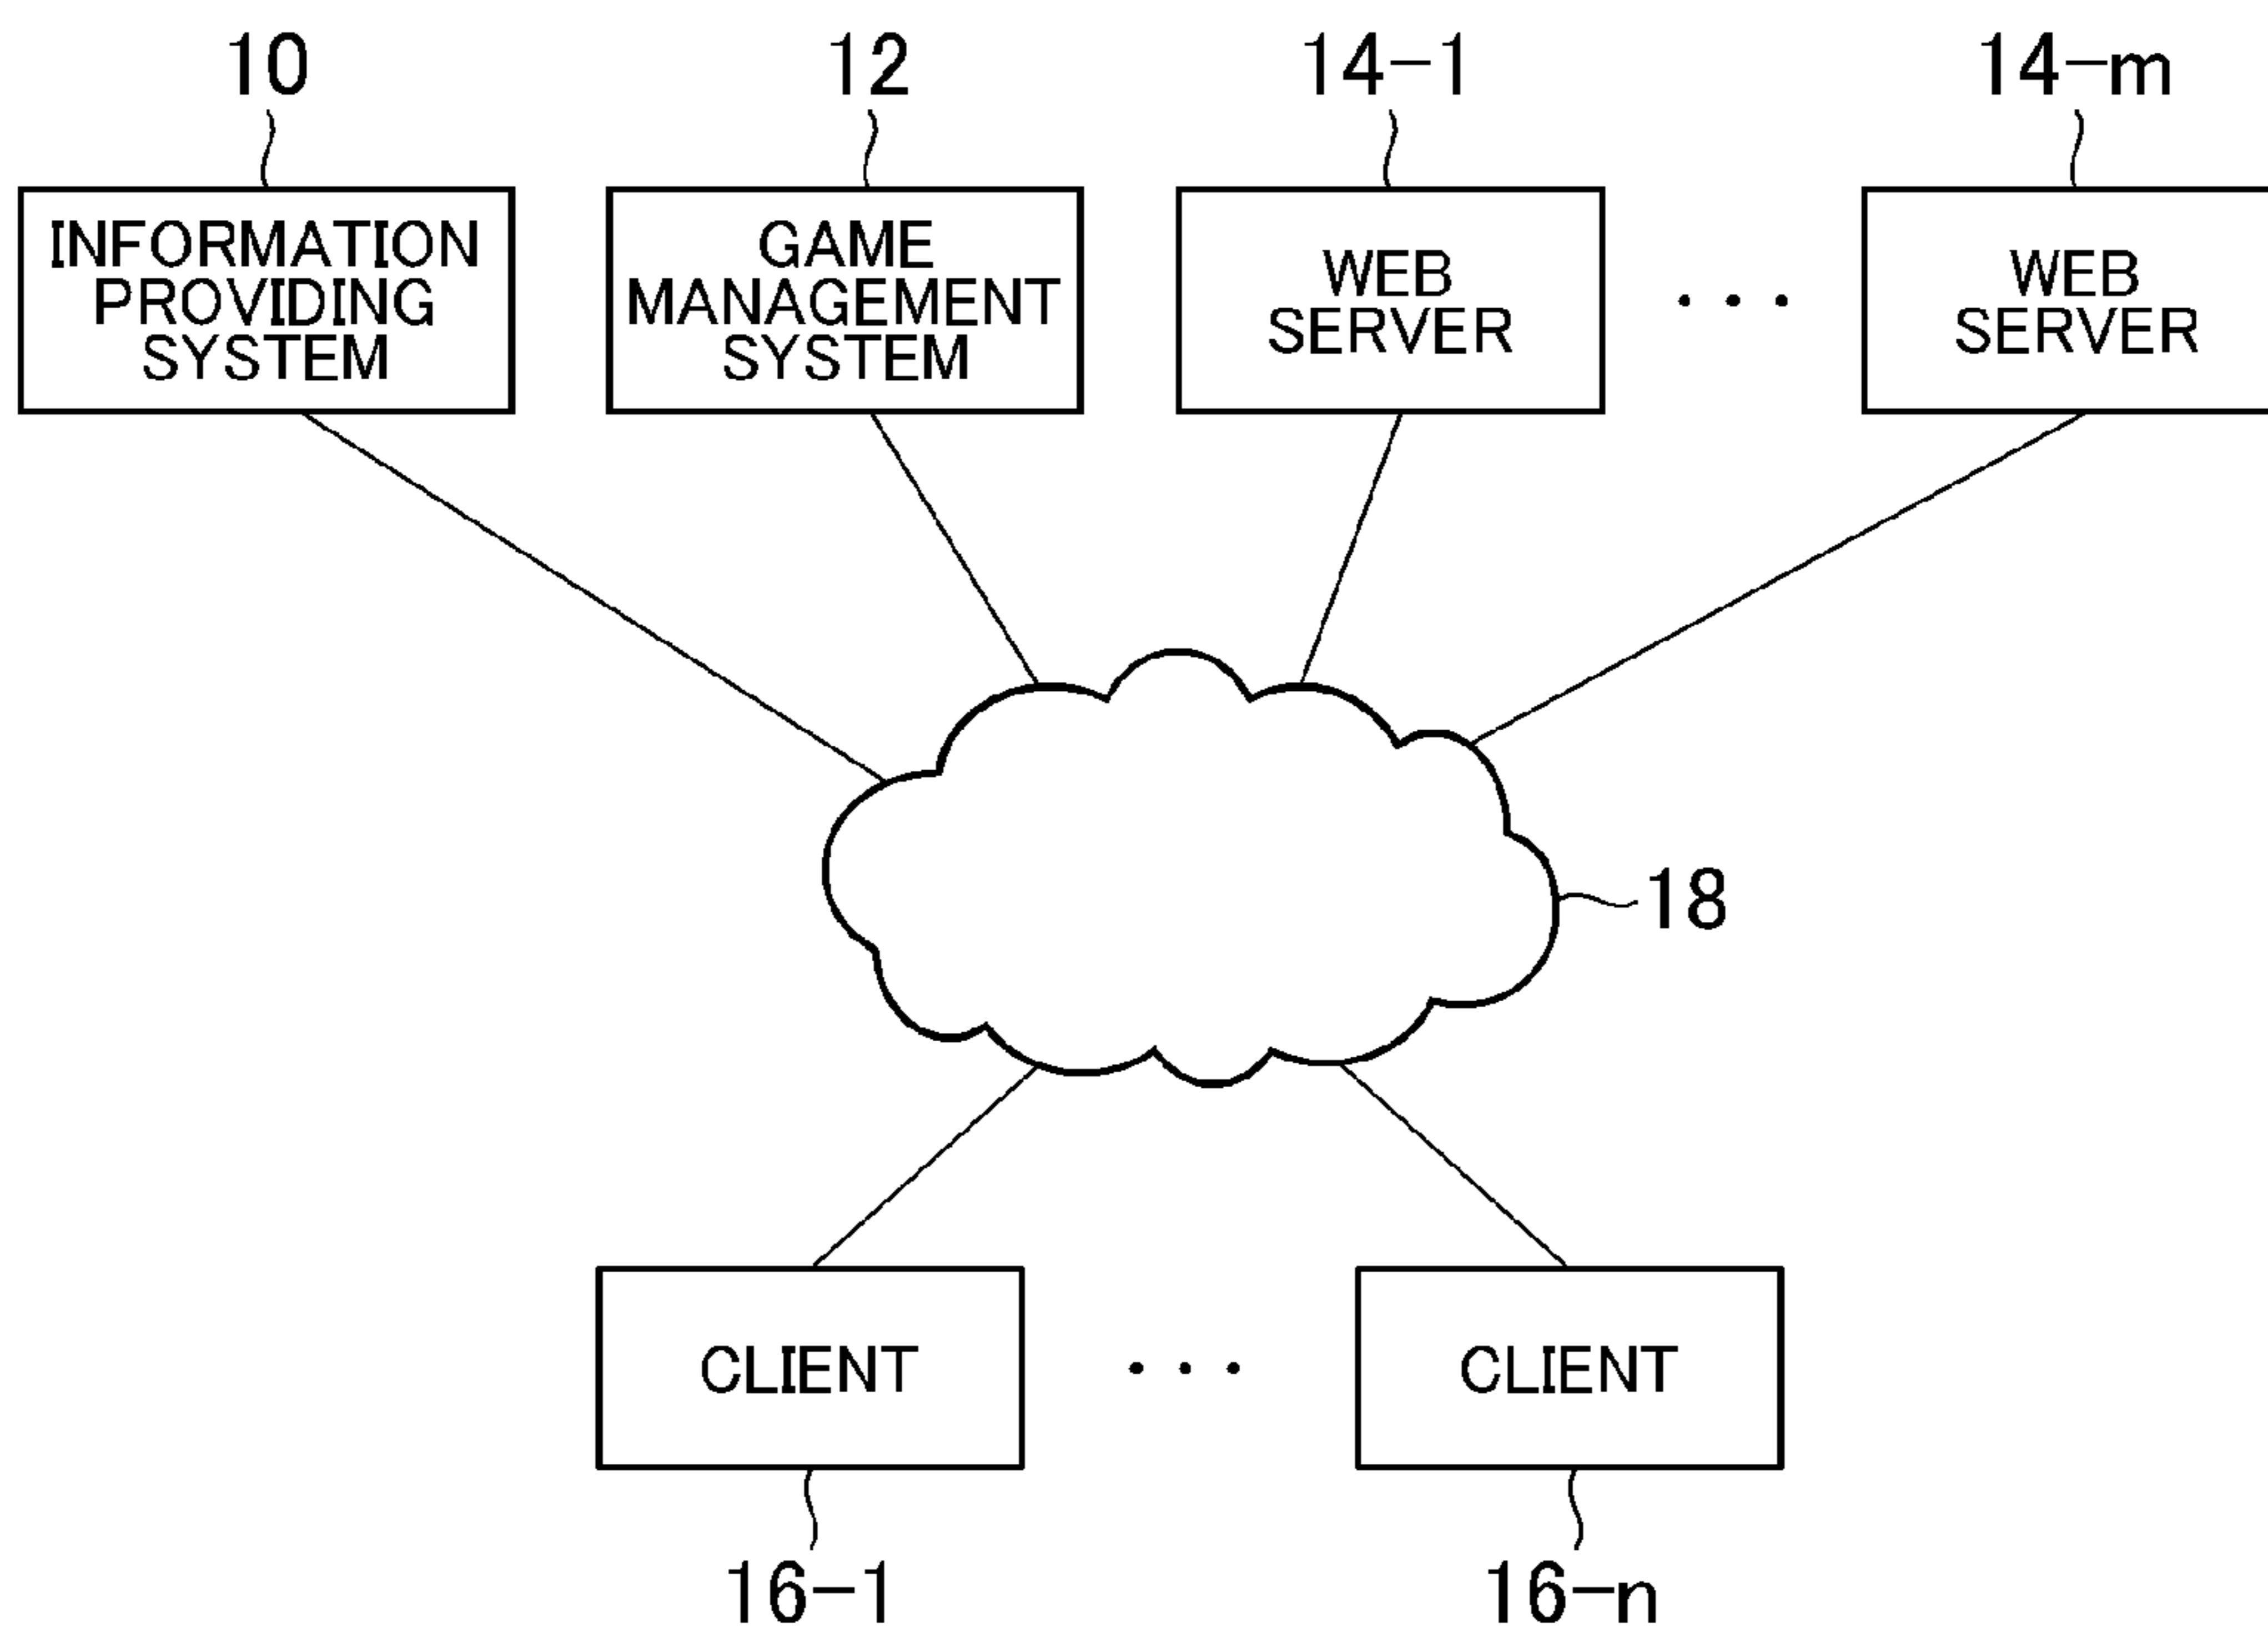 10
12
14-1
14-m
INFORMATION
PROVIDING
SYSTEM
GAME
MANAGEMENT
SYSTEM
WEB
SERVER
...
WEB
SERVER
18
CLIENT
...
CLIENT
16-1
16-n